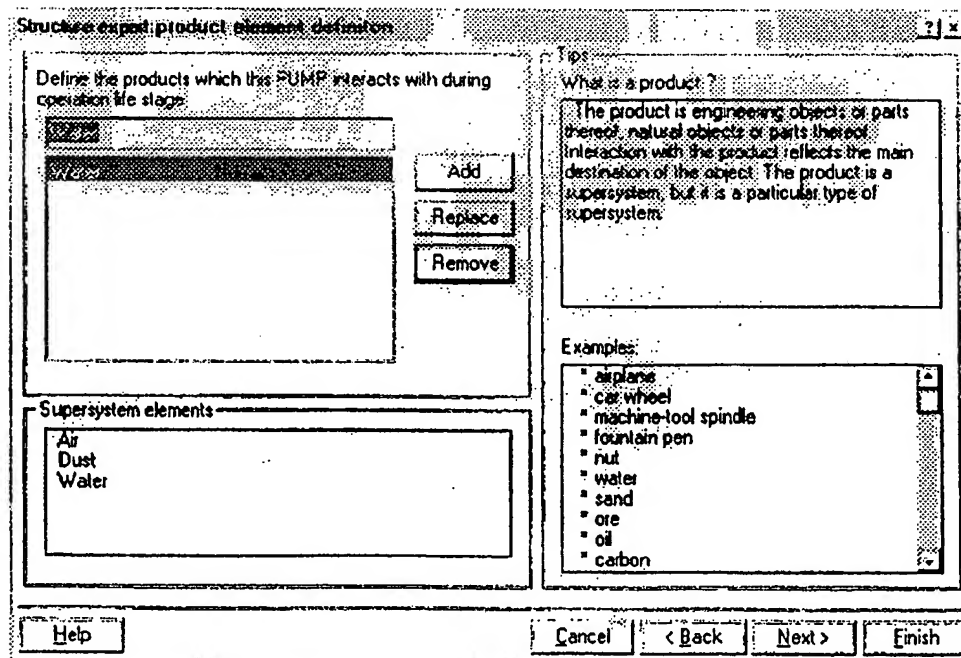 Structure expert product element definiton
? x
Define the products which this PUMP interacts with during
operation life stage
Water
Water
Add
Replace
Remove
Supersystem elements
Air
Dust
Water
Tips
What is a product ?
The product is engineering objects or parts
thereof, natural objects or parts thereof.
Interaction with the product reflects the main
destination of the object. The product is a
supersystem, but it is a particular type of
supersystem.
Examples:
* airplane
* car wheel
* machine-tool spindle
* fountain pen
* nut
* water
* sand
* ore
* oil
* carbon
Help
Cancel
< Back
Next >
Finish